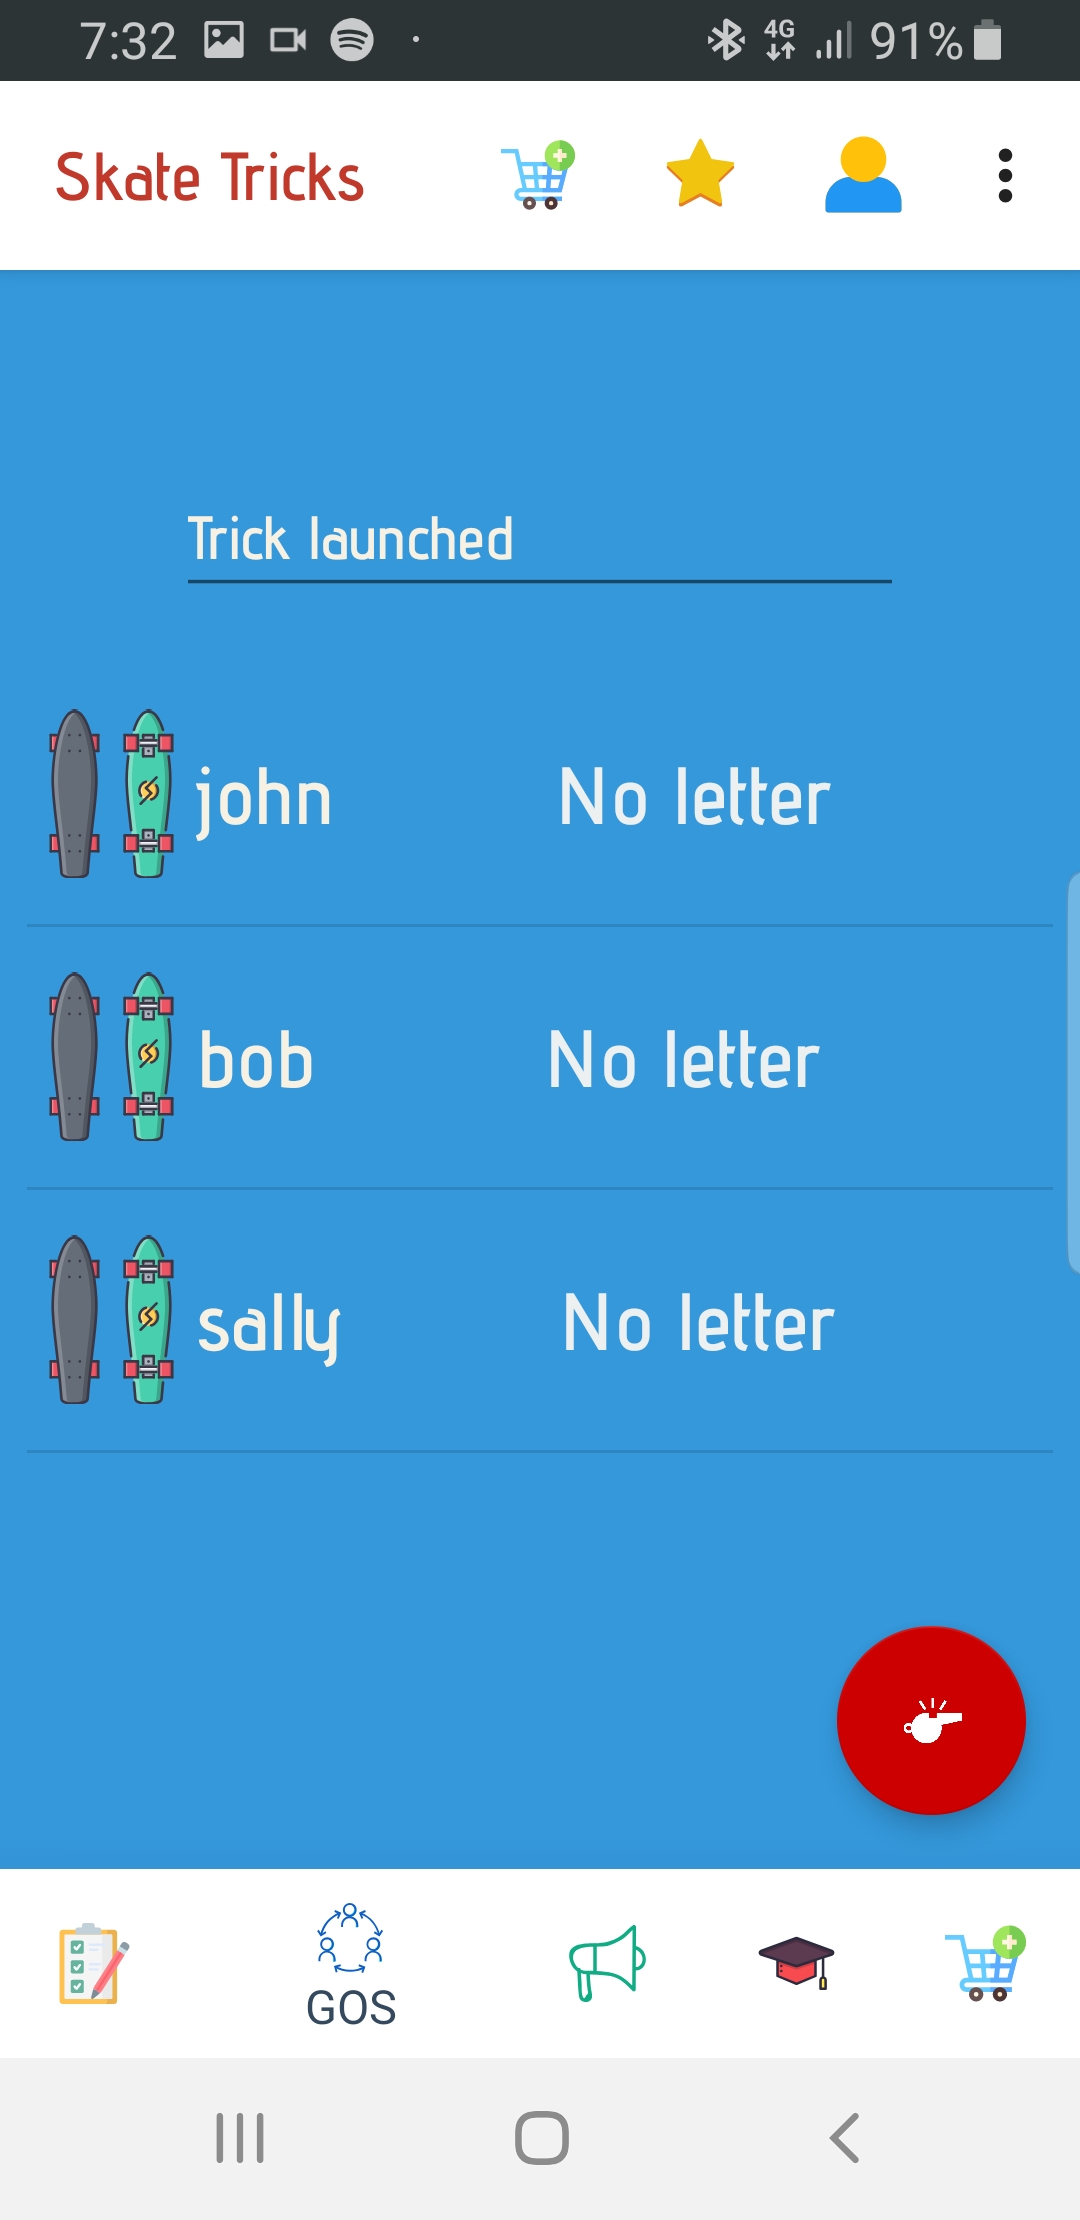 7:32 4G 91%
Skate Tricks
Trick launched
john No letter
bob No letter
sally No letter
GOS